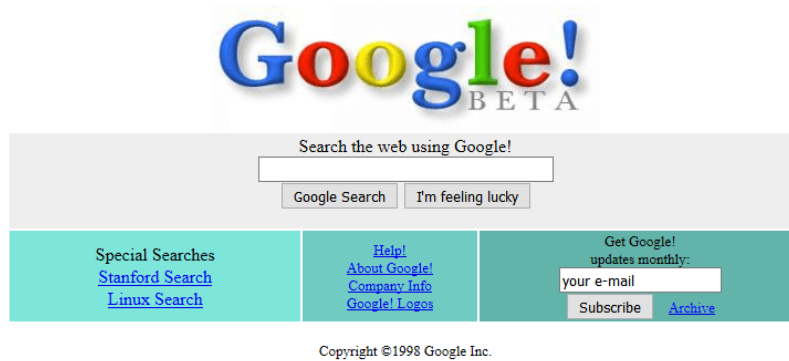 Google!
BETA
Search the web using Google!
Google Search
I'm feeling lucky
Special Searches
Stanford Search
Linux Search
Help!
About Google!
Company Info
Google! Logos
Get Google!
updates monthly:
your e-mail
Subscribe
Archive
Copyright ©1998 Google Inc.